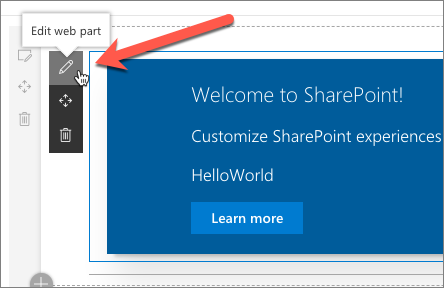 Edit web part
Welcome to SharePoint!
Customize SharePoint experiences
HelloWorld
Learn more